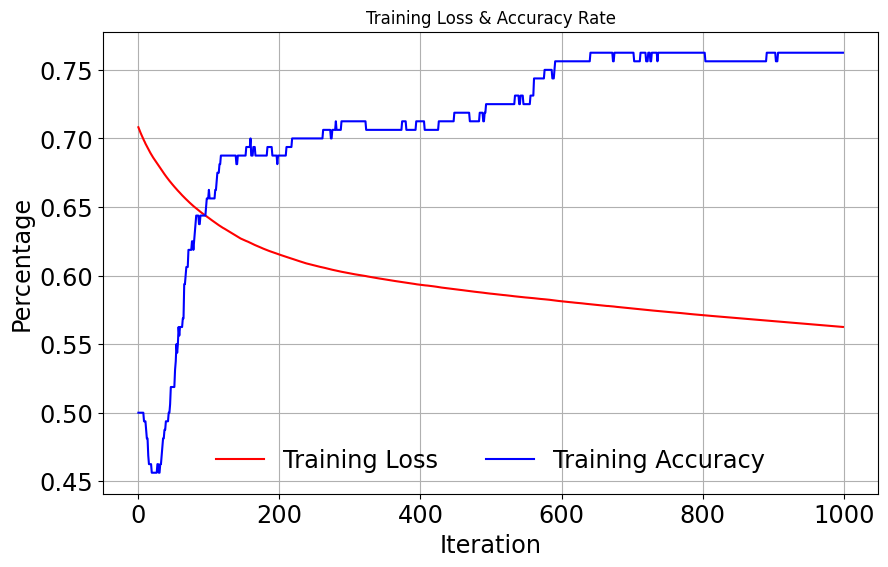 Training Loss & Accuracy Rate
Percentage
0.75
0.70
0.65
0.60
0.55
0.50
0.45
Training Loss
Training Accuracy
0
200
400
600
800
1000
Iteration